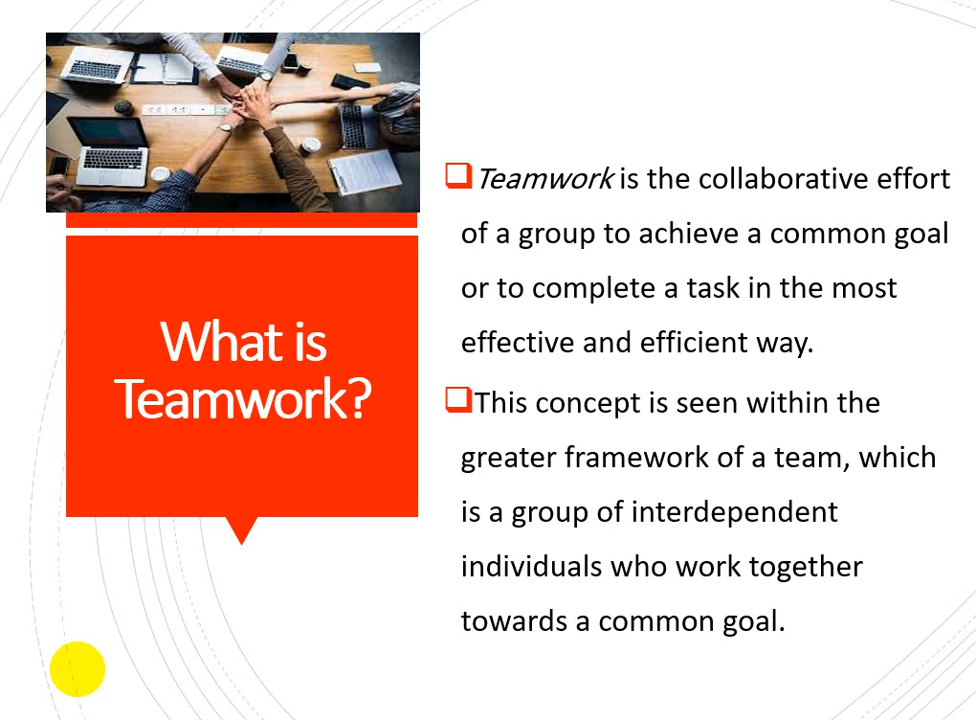 What is
Teamwork?
Teamwork is the collaborative effort
of a group to achieve a common goal
or to complete a task in the most
effective and efficient way.
This concept is seen within the
greater framework of a team, which
is a group of interdependent
individuals who work together
towards a common goal.